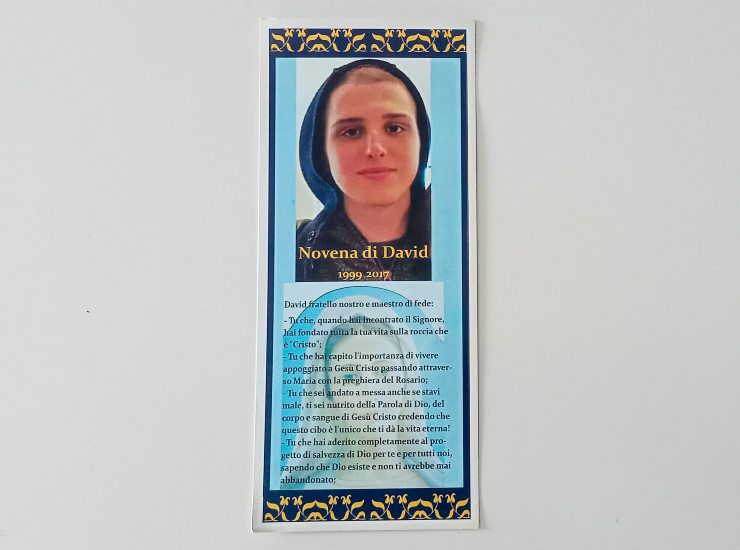 Novena di David
1999 2017
David fratello nostro e maestro di fede:
- Tu che, quando hai incontrato il Signore,
hai fondato tutta la tua vita sulla roccia che
è "Cristo";
- Tu che hai capito l'importanza di vivere
appoggiato a Gesù Cristo passando attraver-
so Maria con la preghiera del Rosario;
- Tu che sei andato a messa anche se stavi
male, ti sei nutrito della Parola di Dio, del
corpo e sangue di Gesù Cristo credendo che
questo cibo è l'unico che ti dà la vita eterna!
- Tu che hai aderito completamente al pro-
getto di salvezza di Dio per te e per tutti noi,
sapendo che Dio esiste e non ti avrebbe mai
abbandonato;